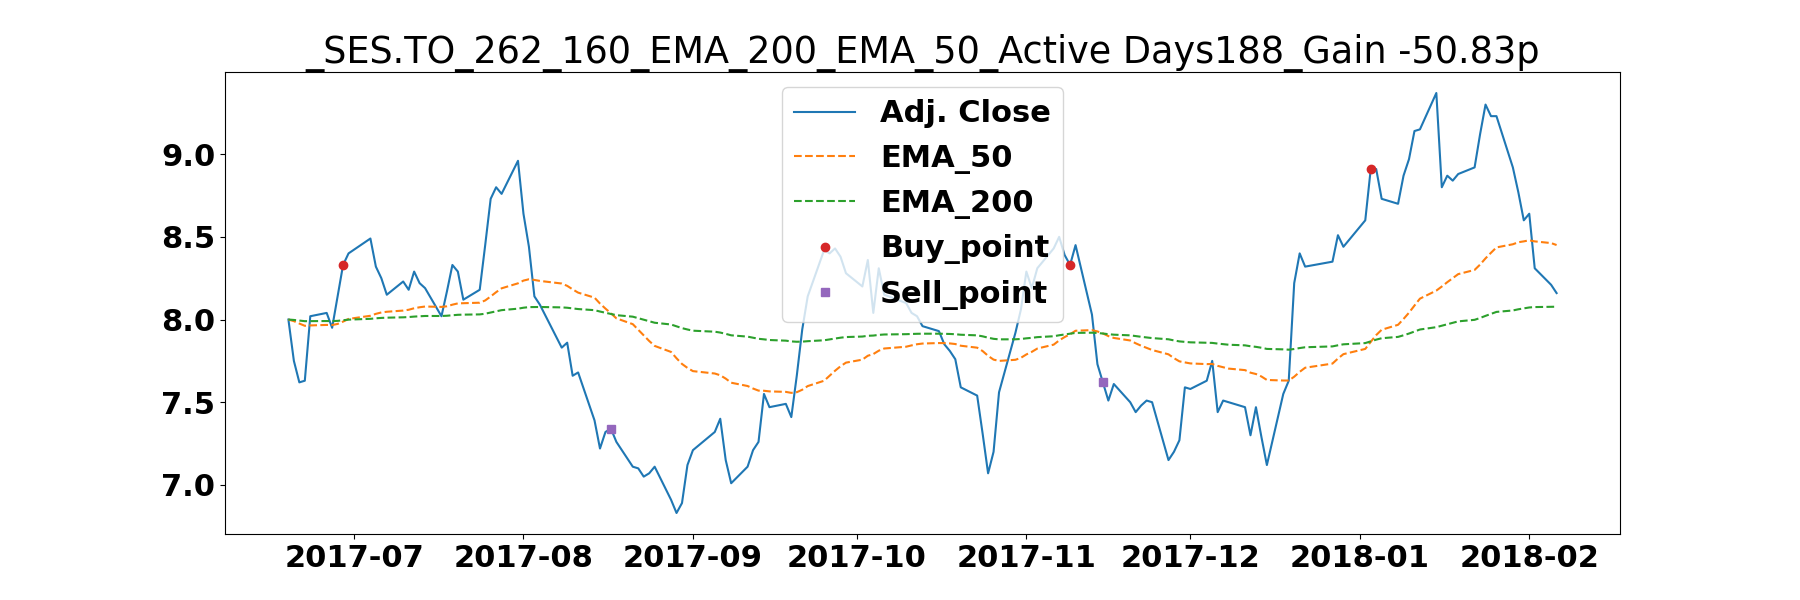 _SES.TO_262_160_EMA_200_EMA_50_Active Days188_Gain -50.83p
Adj. Close
EMA_50
EMA_200
Buy_point
Sell_point
9.0
8.5
8.0
7.5
7.0
2017-07 2017-08 2017-09 2017-10 2017-11 2017-12 2018-01 2018-02